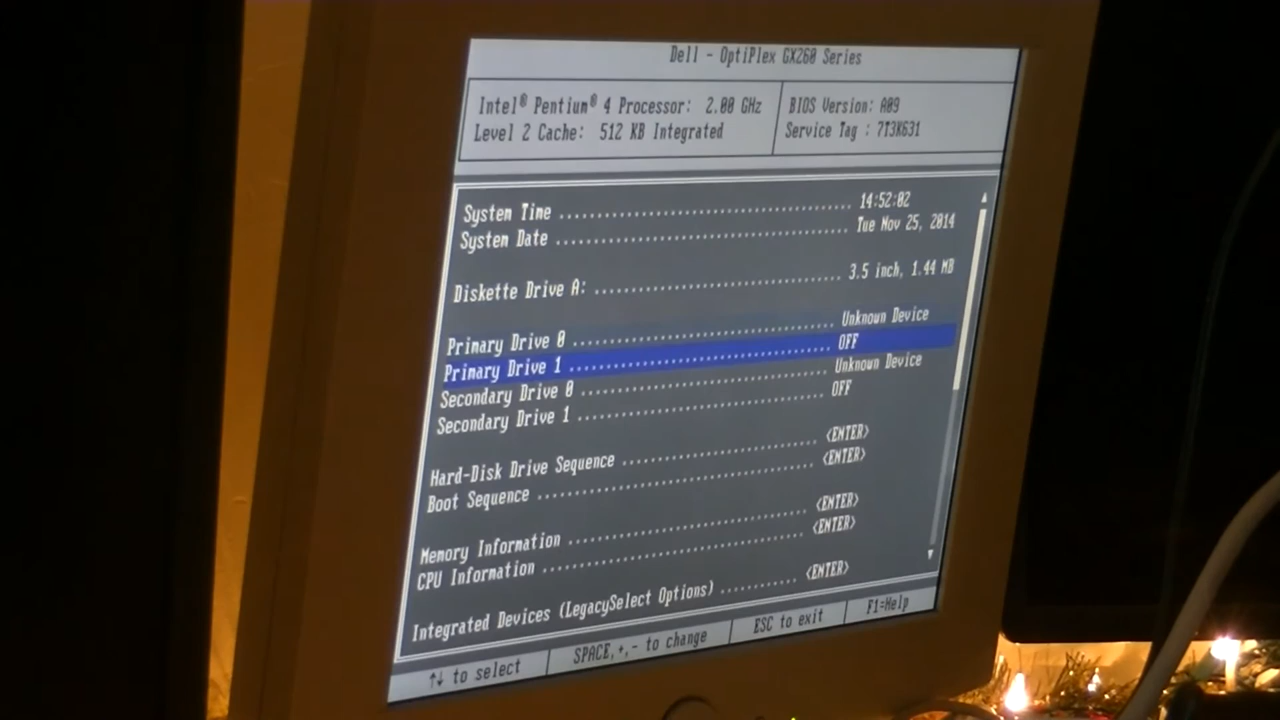 Dell - OptiPlex GX260 Series
Intel® Pentium® 4 Processor: 2.00 GHz
Level 2 Cache: 512 KB Integrated
BIOS Version: A09
Service Tag : 7T3K631
System Time ........................................ 14:52:02
System Date ........................................ Tue Nov 25, 2014
Diskette Drive A: .................................. 3.5 inch, 1.44 MB
Primary Drive 0 .................................... Unknown Device
Primary Drive 1 .................................... OFF
Secondary Drive 0 .................................. Unknown Device
Secondary Drive 1 .................................. OFF
Hard-Disk Drive Sequence ........................... <ENTER>
Boot Sequence ...................................... <ENTER>
Memory Information ................................. <ENTER>
CPU Information .................................... <ENTER>
Integrated Devices (LegacySelect Options) ........... <ENTER>
↑↓ to select
SPACE,+,- to change
ESC to exit
F1=Help